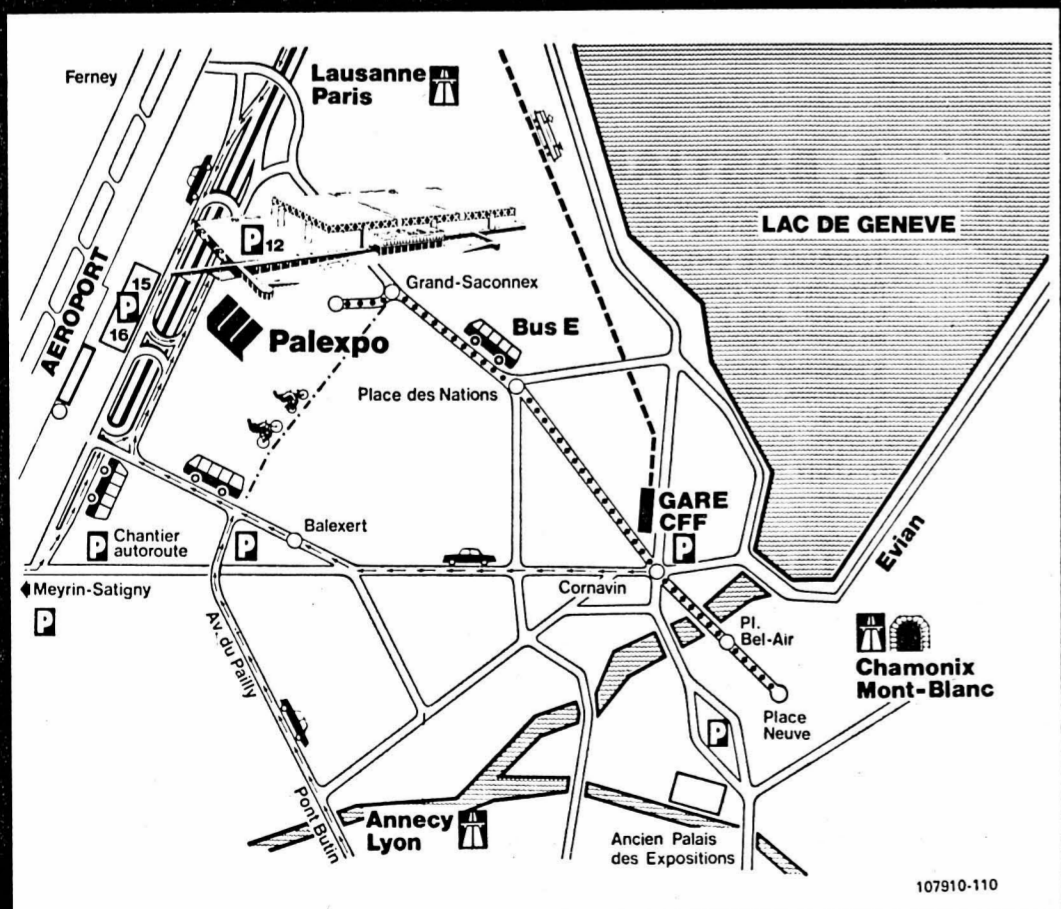 Ferney
Lausanne
Paris
LAC DE GENEVE
P 12
AEROPORT
15
P
16
Grand-Saconnex
Bus E
Palexpo
Place des Nations
GARE
CFF
P
Evian
P
Chantier
autoroute
P
Balexert
Meyrin-Satigny
P
Cornavin
Av. du Pailly
Pl.
Bel-Air
Chamonix
Mont-Blanc
Place
Neuve
P
Pont Butin
Annecy
Lyon
Ancien Palais
des Expositions
107910-110